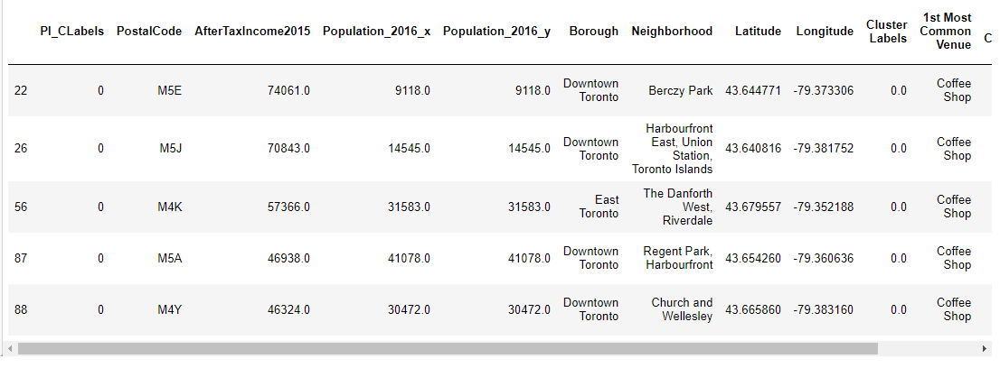 PI_CLabels PostalCode AfterTaxIncome2015 Population_2016_x Population_2016_y Borough Neighborhood Latitude Longitude Cluster Labels 1st Most Common Venue C
22 0 M5E 74061.0 9118.0 9118.0 Downtown Toronto Berczy Park 43.644771 -79.373306 0.0 Coffee Shop
26 0 M5J 70843.0 14545.0 14545.0 Downtown Toronto Harbourfront East, Union Station, Toronto Islands 43.640816 -79.381752 0.0 Coffee Shop
56 0 M4K 57366.0 31583.0 31583.0 East Toronto The Danforth West, Riverdale 43.679557 -79.352188 0.0 Coffee Shop
87 0 M5A 46938.0 41078.0 41078.0 Downtown Toronto Regent Park, Harbourfront 43.654260 -79.360636 0.0 Coffee Shop
88 0 M4Y 46324.0 30472.0 30472.0 Downtown Toronto Church and Wellesley 43.665860 -79.383160 0.0 Coffee Shop